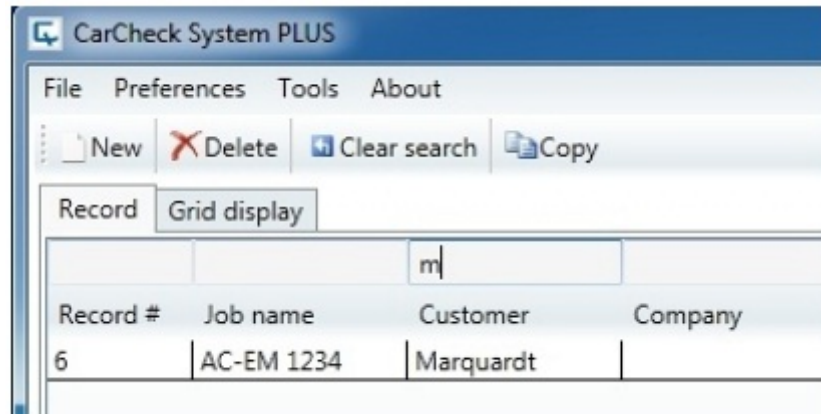 CarCheck System PLUS
File Preferences Tools About
New Delete Clear search Copy
Record Grid display
m
Record # Job name Customer Company
6 AC-EM 1234 Marquardt